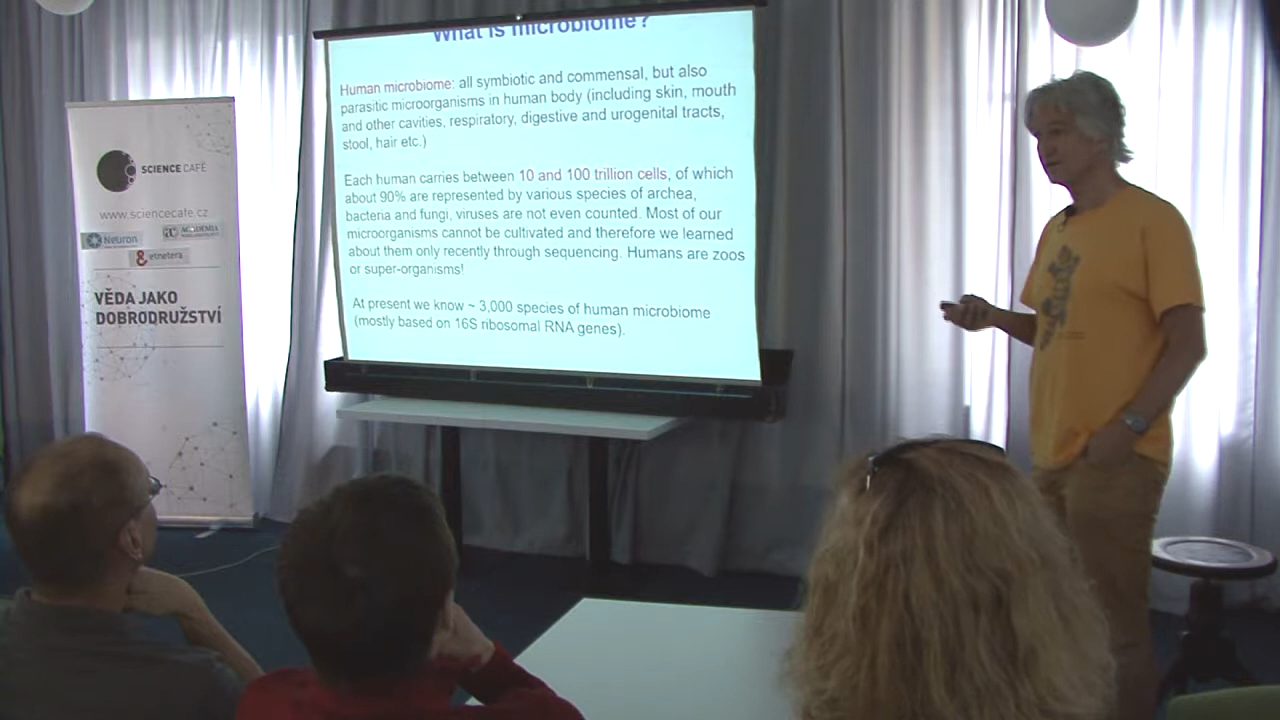 What is microbiome?
Human microbiome: all symbiotic and commensal, but also
parasitic microorganisms in human body (including skin, mouth
and other cavities, respiratory, digestive and urogenital tracts,
stool, hair etc.)
Each human carries between 10 and 100 trillion cells, of which
about 90% are represented by various species of archea,
bacteria and fungi, viruses are not even counted. Most of our
microorganisms cannot be cultivated and therefore we learned
about them only recently through sequencing. Humans are zoos
or super-organisms!
At present we know ~ 3,000 species of human microbiome
(mostly based on 16S ribosomal RNA genes).
SCIENCE CAFÉ
www.sciencecafe.cz
Neuron
ACADEMIA
etnetera
VĚDA JAKO
DOBRODRUŽSTVÍ